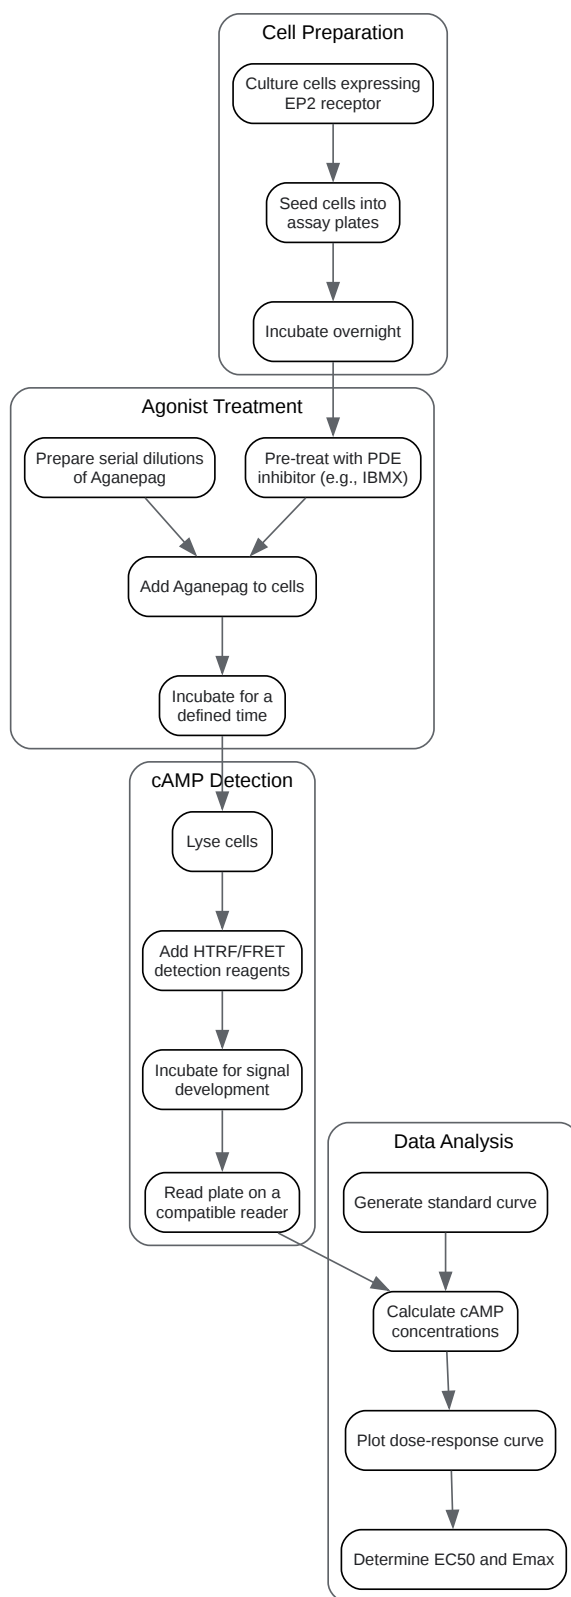 Cell Preparation
Culture cells expressing
EP2 receptor
Seed cells into
assay plates
Incubate overnight
Agonist Treatment
Prepare serial dilutions
of Aganepag
Pre-treat with PDE
inhibitor (e.g., IBMX)
Add Aganepag to cells
Incubate for a
defined time
cAMP Detection
Lyse cells
Add HTRF/FRET
detection reagents
Incubate for signal
development
Read plate on a
compatible reader
Data Analysis
Generate standard curve
Calculate cAMP
concentrations
Plot dose-response curve
Determine EC50 and Emax